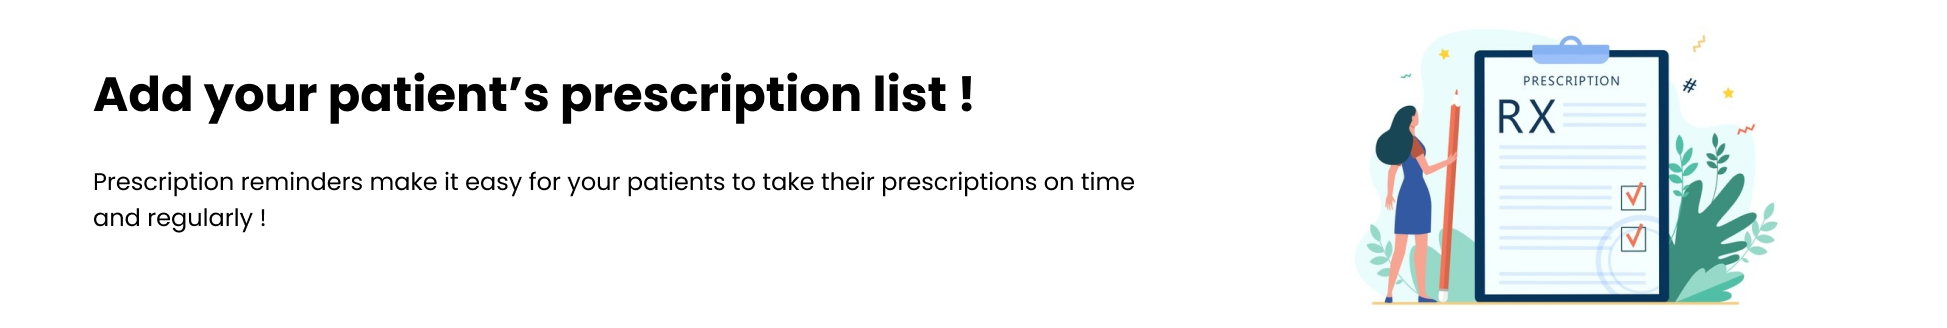 Add your patient’s prescription list !
Prescription reminders make it easy for your patients to take their prescriptions on time
and regularly !
PRESCRIPTION
RX
#